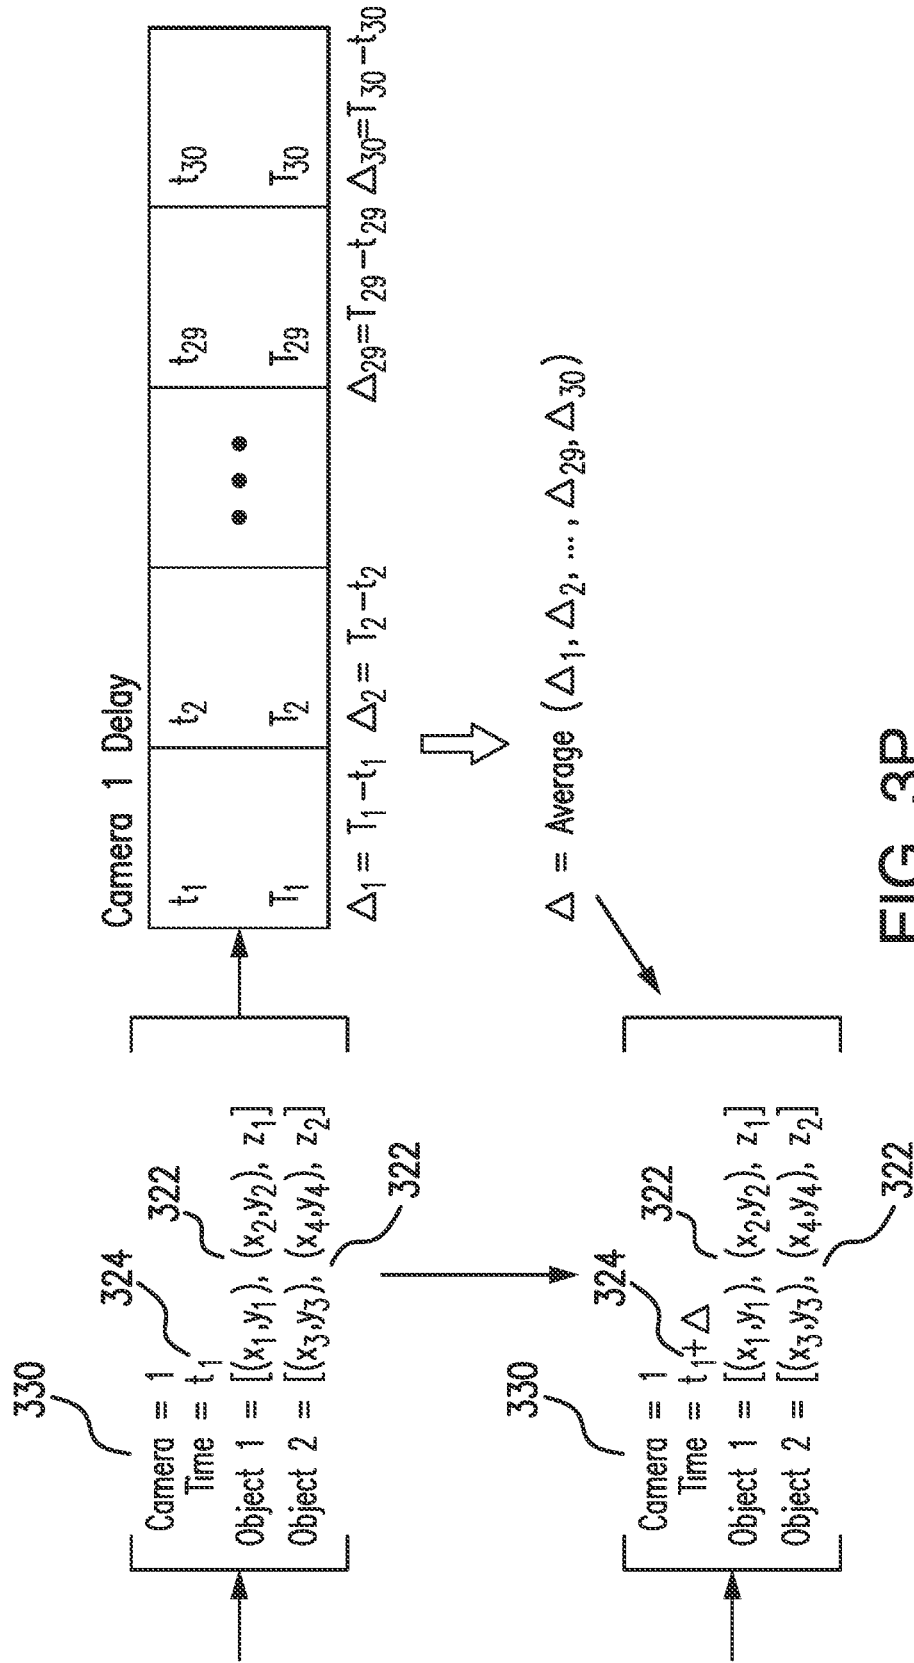 330
324
322
Camera = 1
Time = t₁
Object 1 = [(x₁,y₁), (x₂,y₂), z₁]
Object 2 = [(x₃,y₃), (x₄,y₄), z₂]
322
Camera 1 Delay
t₁ t₂ t₂₉ t₃₀
T₁ T₂ • • • T₂₉ T₃₀
Δ₁ = T₁−t₁ Δ₂ = T₂−t₂ Δ₂₉=T₂₉−t₂₉ Δ₃₀=T₃₀−t₃₀
Δ = Average (Δ₁, Δ₂, ..., Δ₂₉, Δ₃₀)
330
324
322
Camera = 1
Time = t₁+Δ
Object 1 = [(x₁,y₁), (x₂,y₂), z₁]
Object 2 = [(x₃,y₃), (x₄,y₄), z₂]
322
FIG. 3P